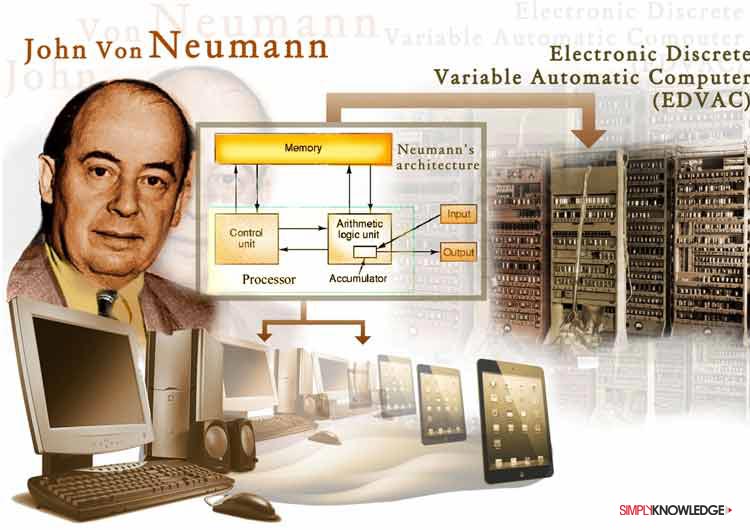 John Von Neumann
Von Neumann
John
Electronic Discrete
Variable Automatic Computer
Electronic Discrete
Variable Automatic Computer
(EDVAC)
Memory
Neumann's
architecture
Control
unit
Arithmetic
logic unit
Input
Output
Accumulator
Processor
SIMPLYKNOWLEDGE